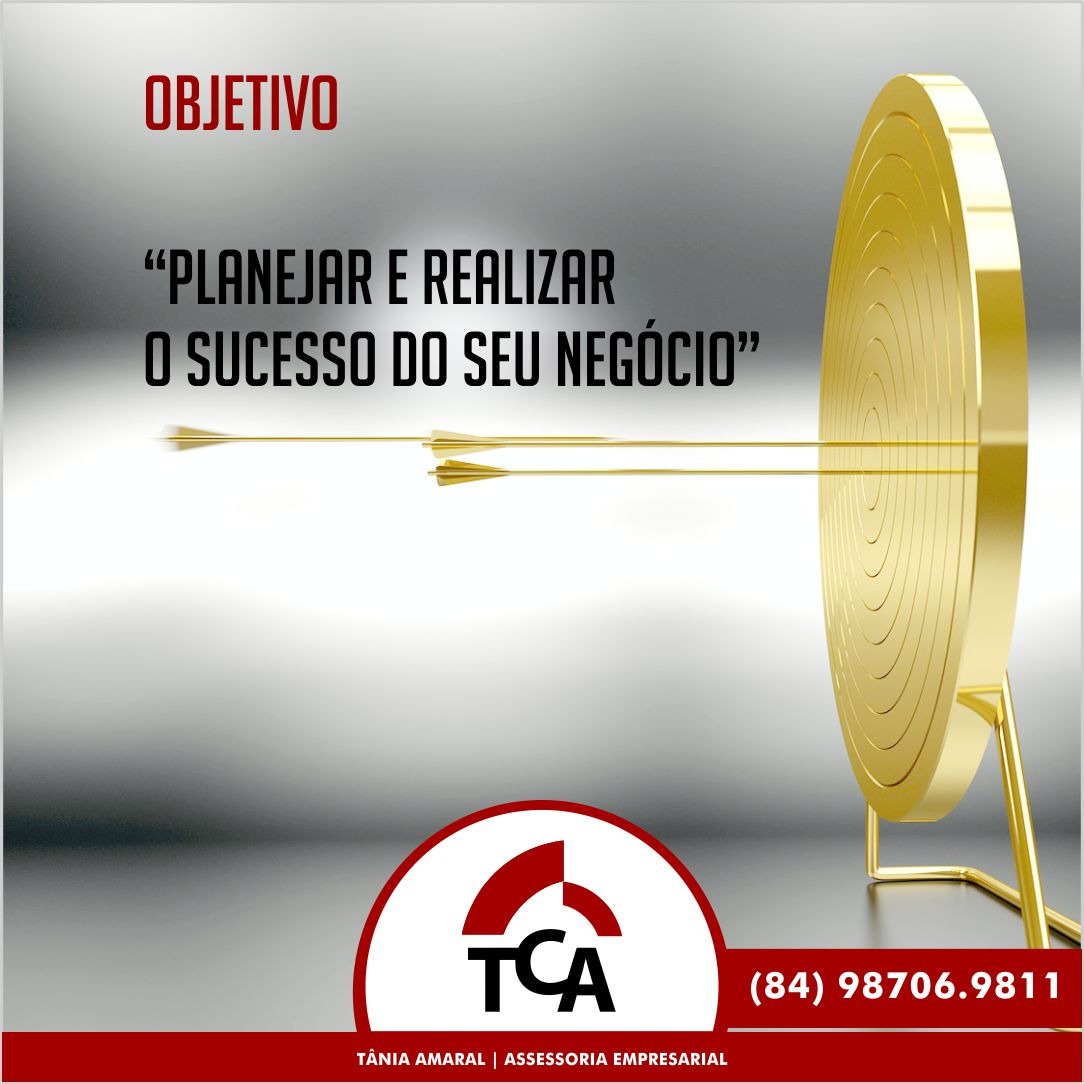 OBJETIVO
“PLANEJAR E REALIZAR
O SUCESSO DO SEU NEGÓCIO”
TCA
(84) 98706.9811
TÂNIA AMARAL | ASSESSORIA EMPRESARIAL